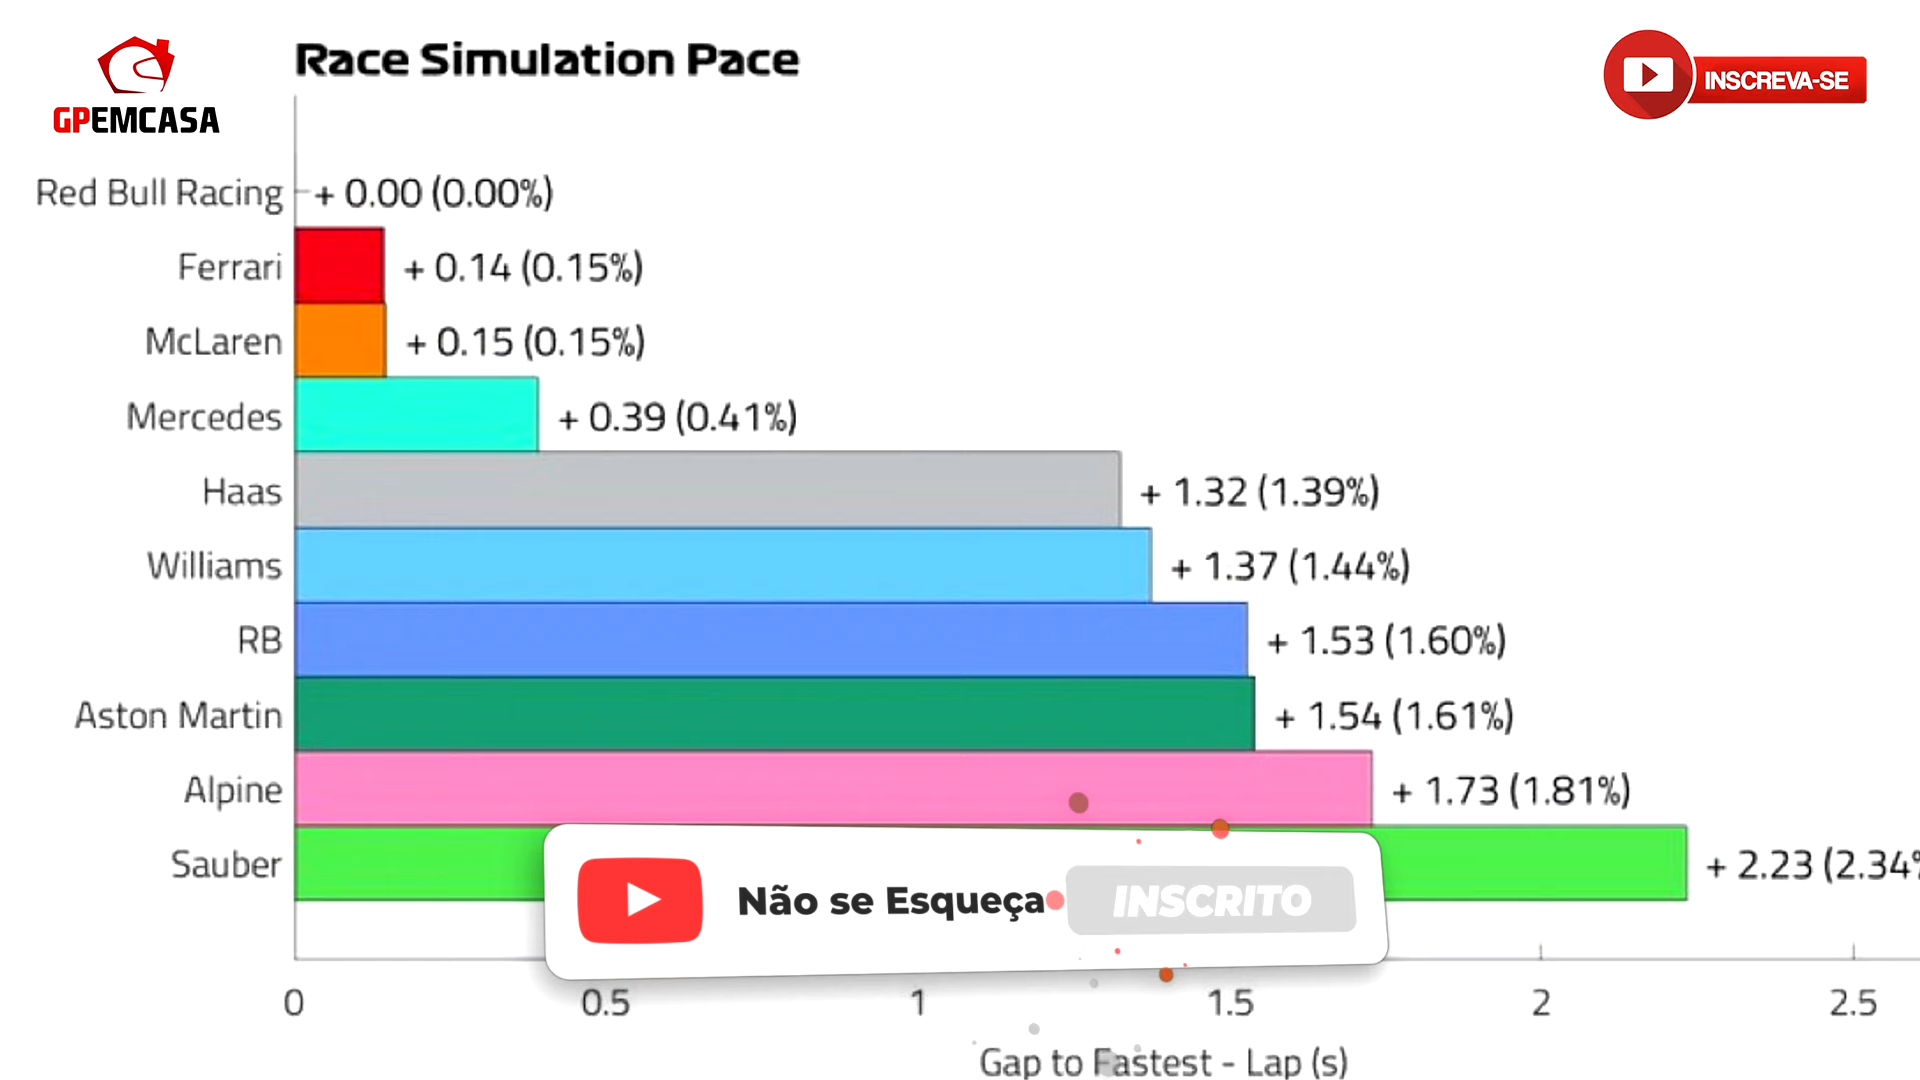 Race Simulation Pace
GPEMCASA
INSCREVA-SE
Red Bull Racing + 0.00 (0.00%)
Ferrari + 0.14 (0.15%)
McLaren + 0.15 (0.15%)
Mercedes + 0.39 (0.41%)
Haas + 1.32 (1.39%)
Williams + 1.37 (1.44%)
RB + 1.53 (1.60%)
Aston Martin + 1.54 (1.61%)
Alpine + 1.73 (1.81%)
Sauber + 2.23 (2.34%
Não se Esqueça INSCRITO
0 0.5 1 1.5 2 2.5
Gap to Fastest - Lap (s)